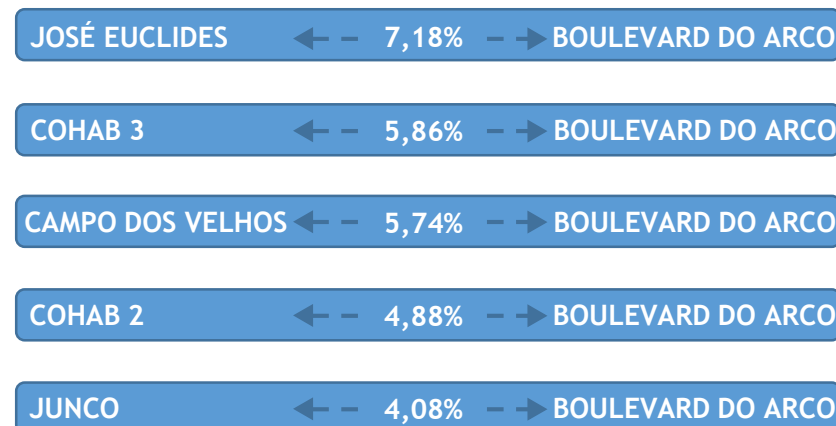 JOSÉ EUCLIDES 7,18% BOULEVARD DO ARCO
COHAB 3 5,86% BOULEVARD DO ARCO
CAMPO DOS VELHOS 5,74% BOULEVARD DO ARCO
COHAB 2 4,88% BOULEVARD DO ARCO
JUNCO 4,08% BOULEVARD DO ARCO